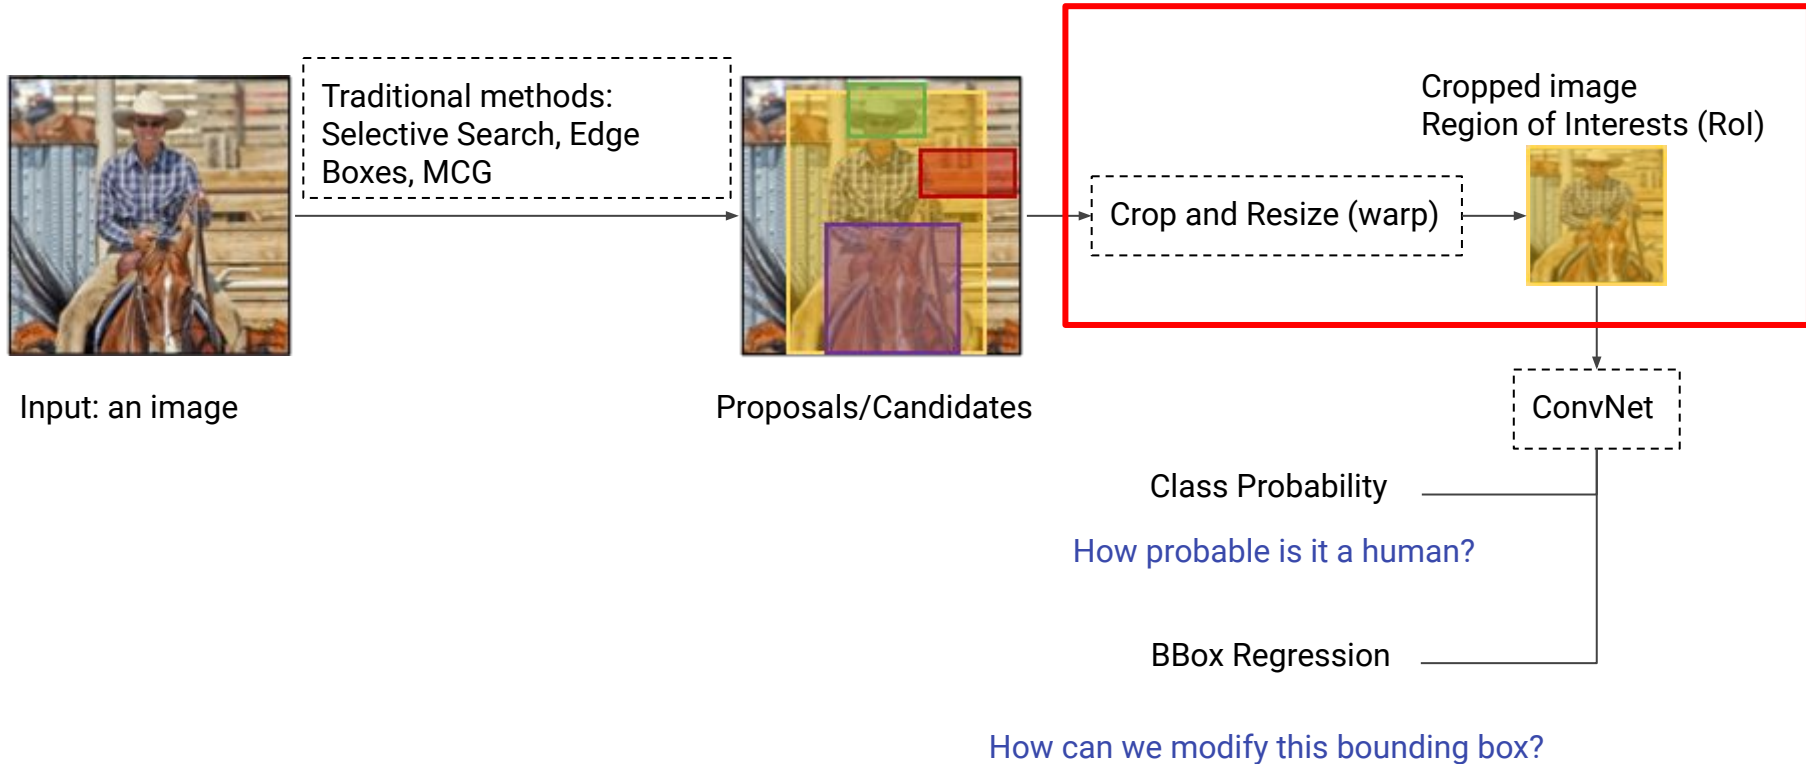 Traditional methods:
Selective Search, Edge
Boxes, MCG
Cropped image
Region of Interests (RoI)
Crop and Resize (warp)
Input: an image
Proposals/Candidates
ConvNet
Class Probability
How probable is it a human?
BBox Regression
How can we modify this bounding box?